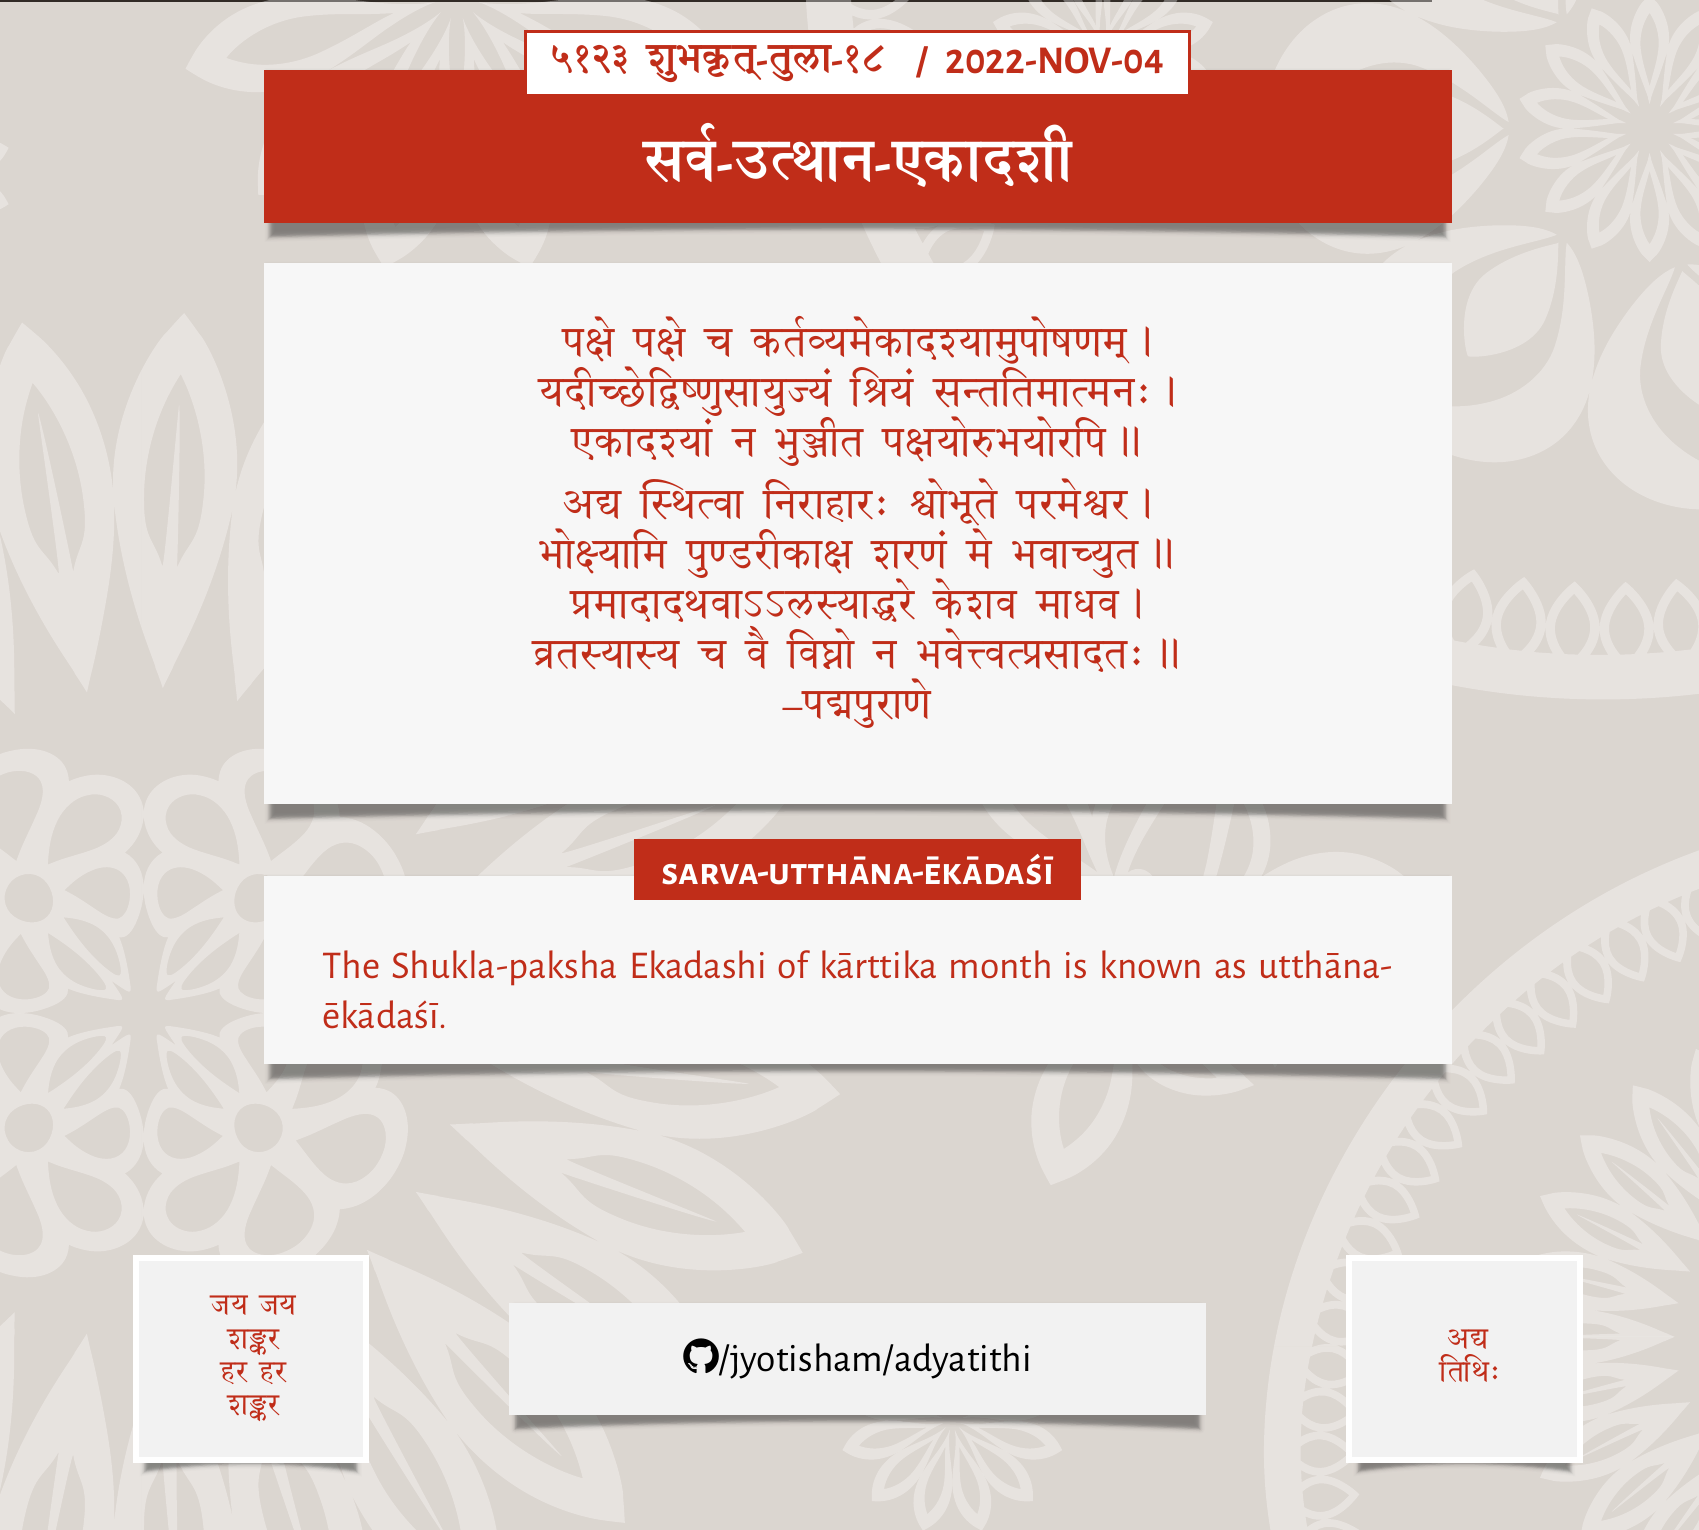 ५१२३ शुभकृत्-तुला-१८ / 2022-NOV-04
सर्व-उत्थान-एकादशी
पक्षे पक्षे च कर्तव्यमेकादश्यामुपोषणम्।
यदीच्छेद्विष्णुसायुज्यं श्रियं सन्ततिमात्मनः।
एकादश्यां न भुञ्जीत पक्षयोरुभयोरपि॥
अद्य स्थित्वा निराहारः श्वोभूते परमेश्वर।
भोक्ष्यामि पुण्डरीकाक्ष शरणं मे भवाच्युत॥
प्रमादादथवाऽऽलस्याद्धरे केशव माधव।
व्रतस्यास्य च वै विघ्नो न भवेत्त्वत्प्रसादतः॥
–पद्मपुराणे
SARVA-UTTHĀNA-ĒKĀDAŚĪ
The Shukla-paksha Ekadashi of kārttika month is known as utthāna-
ēkādaśī.
जय जय
शङ्कर
हर हर
शङ्कर
/jyotisham/adyatithi
अद्य
तिथिः